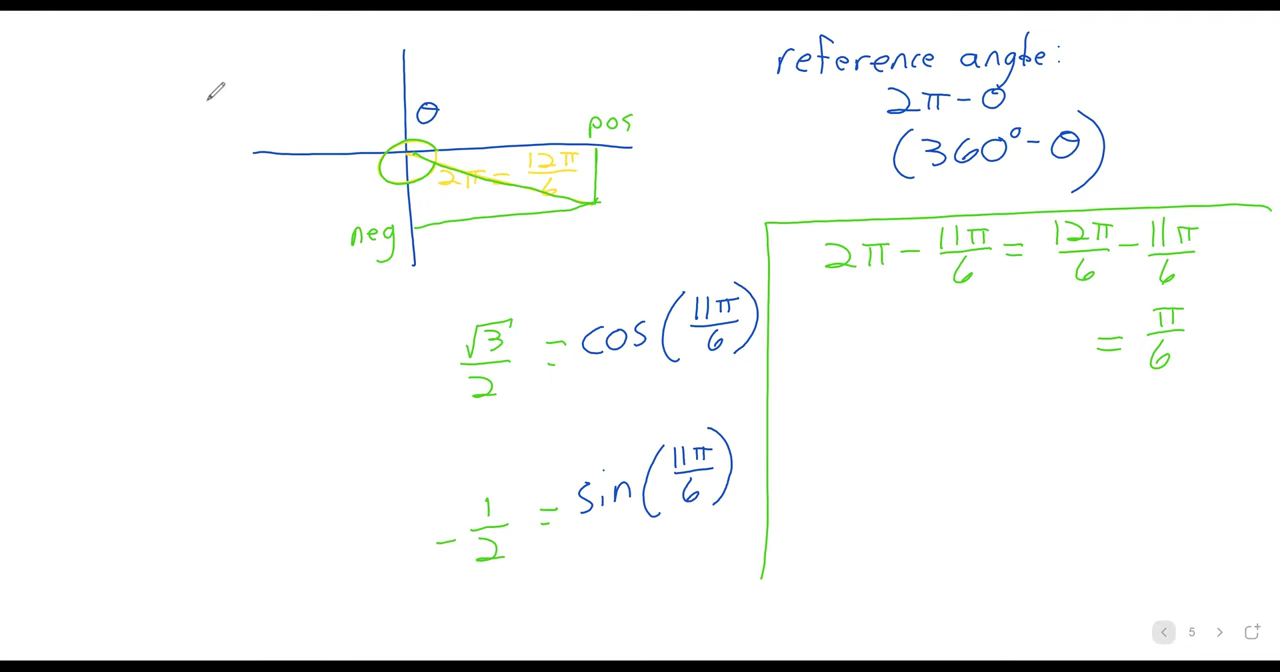 reference angle:
2π - θ
(360° - θ)
θ
pos
2π = 12π/6
neg
2π - 11π/6 = 12π/6 - 11π/6
= π/6
√3/2 = cos(11π/6)
- 1/2 = sin(11π/6)
5